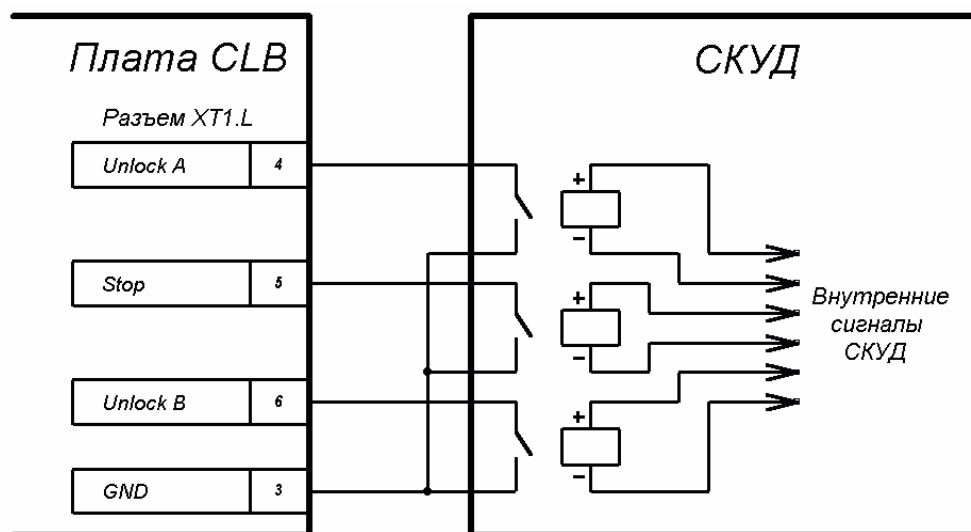 Плата CLB
СКУД
Разъем XT1.L
Unlock A 4
Stop 5
Unlock B 6
GND 3
+
−
+
−
+
−
Внутренние
сигналы
СКУД